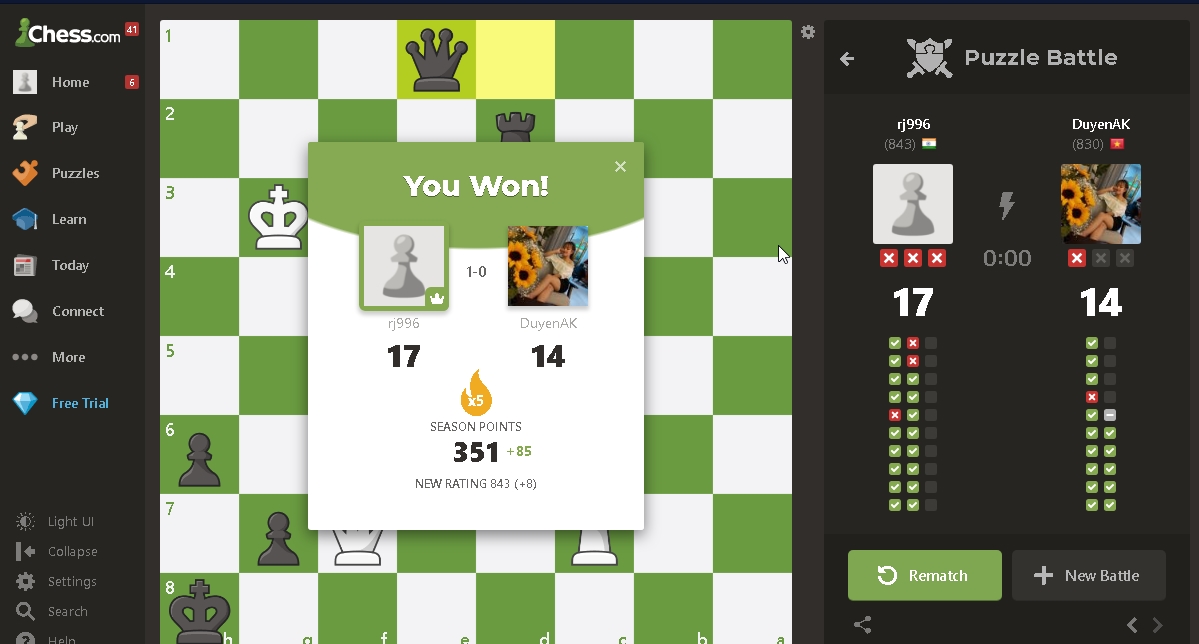 Chess.com 41
Home 6
Play
Puzzles
Learn
Today
Connect
More
Free Trial
Light UI
Collapse
Settings
Search
Help
1
2
3
4
5
6
7
8
h g f e d c b a
You Won!
1-0
rj996 DuyenAK
17 14
x5
SEASON POINTS
351 +85
NEW RATING 843 (+8)
Puzzle Battle
rj996 DuyenAK
(843) (830)
0:00
17 14
Rematch
New Battle